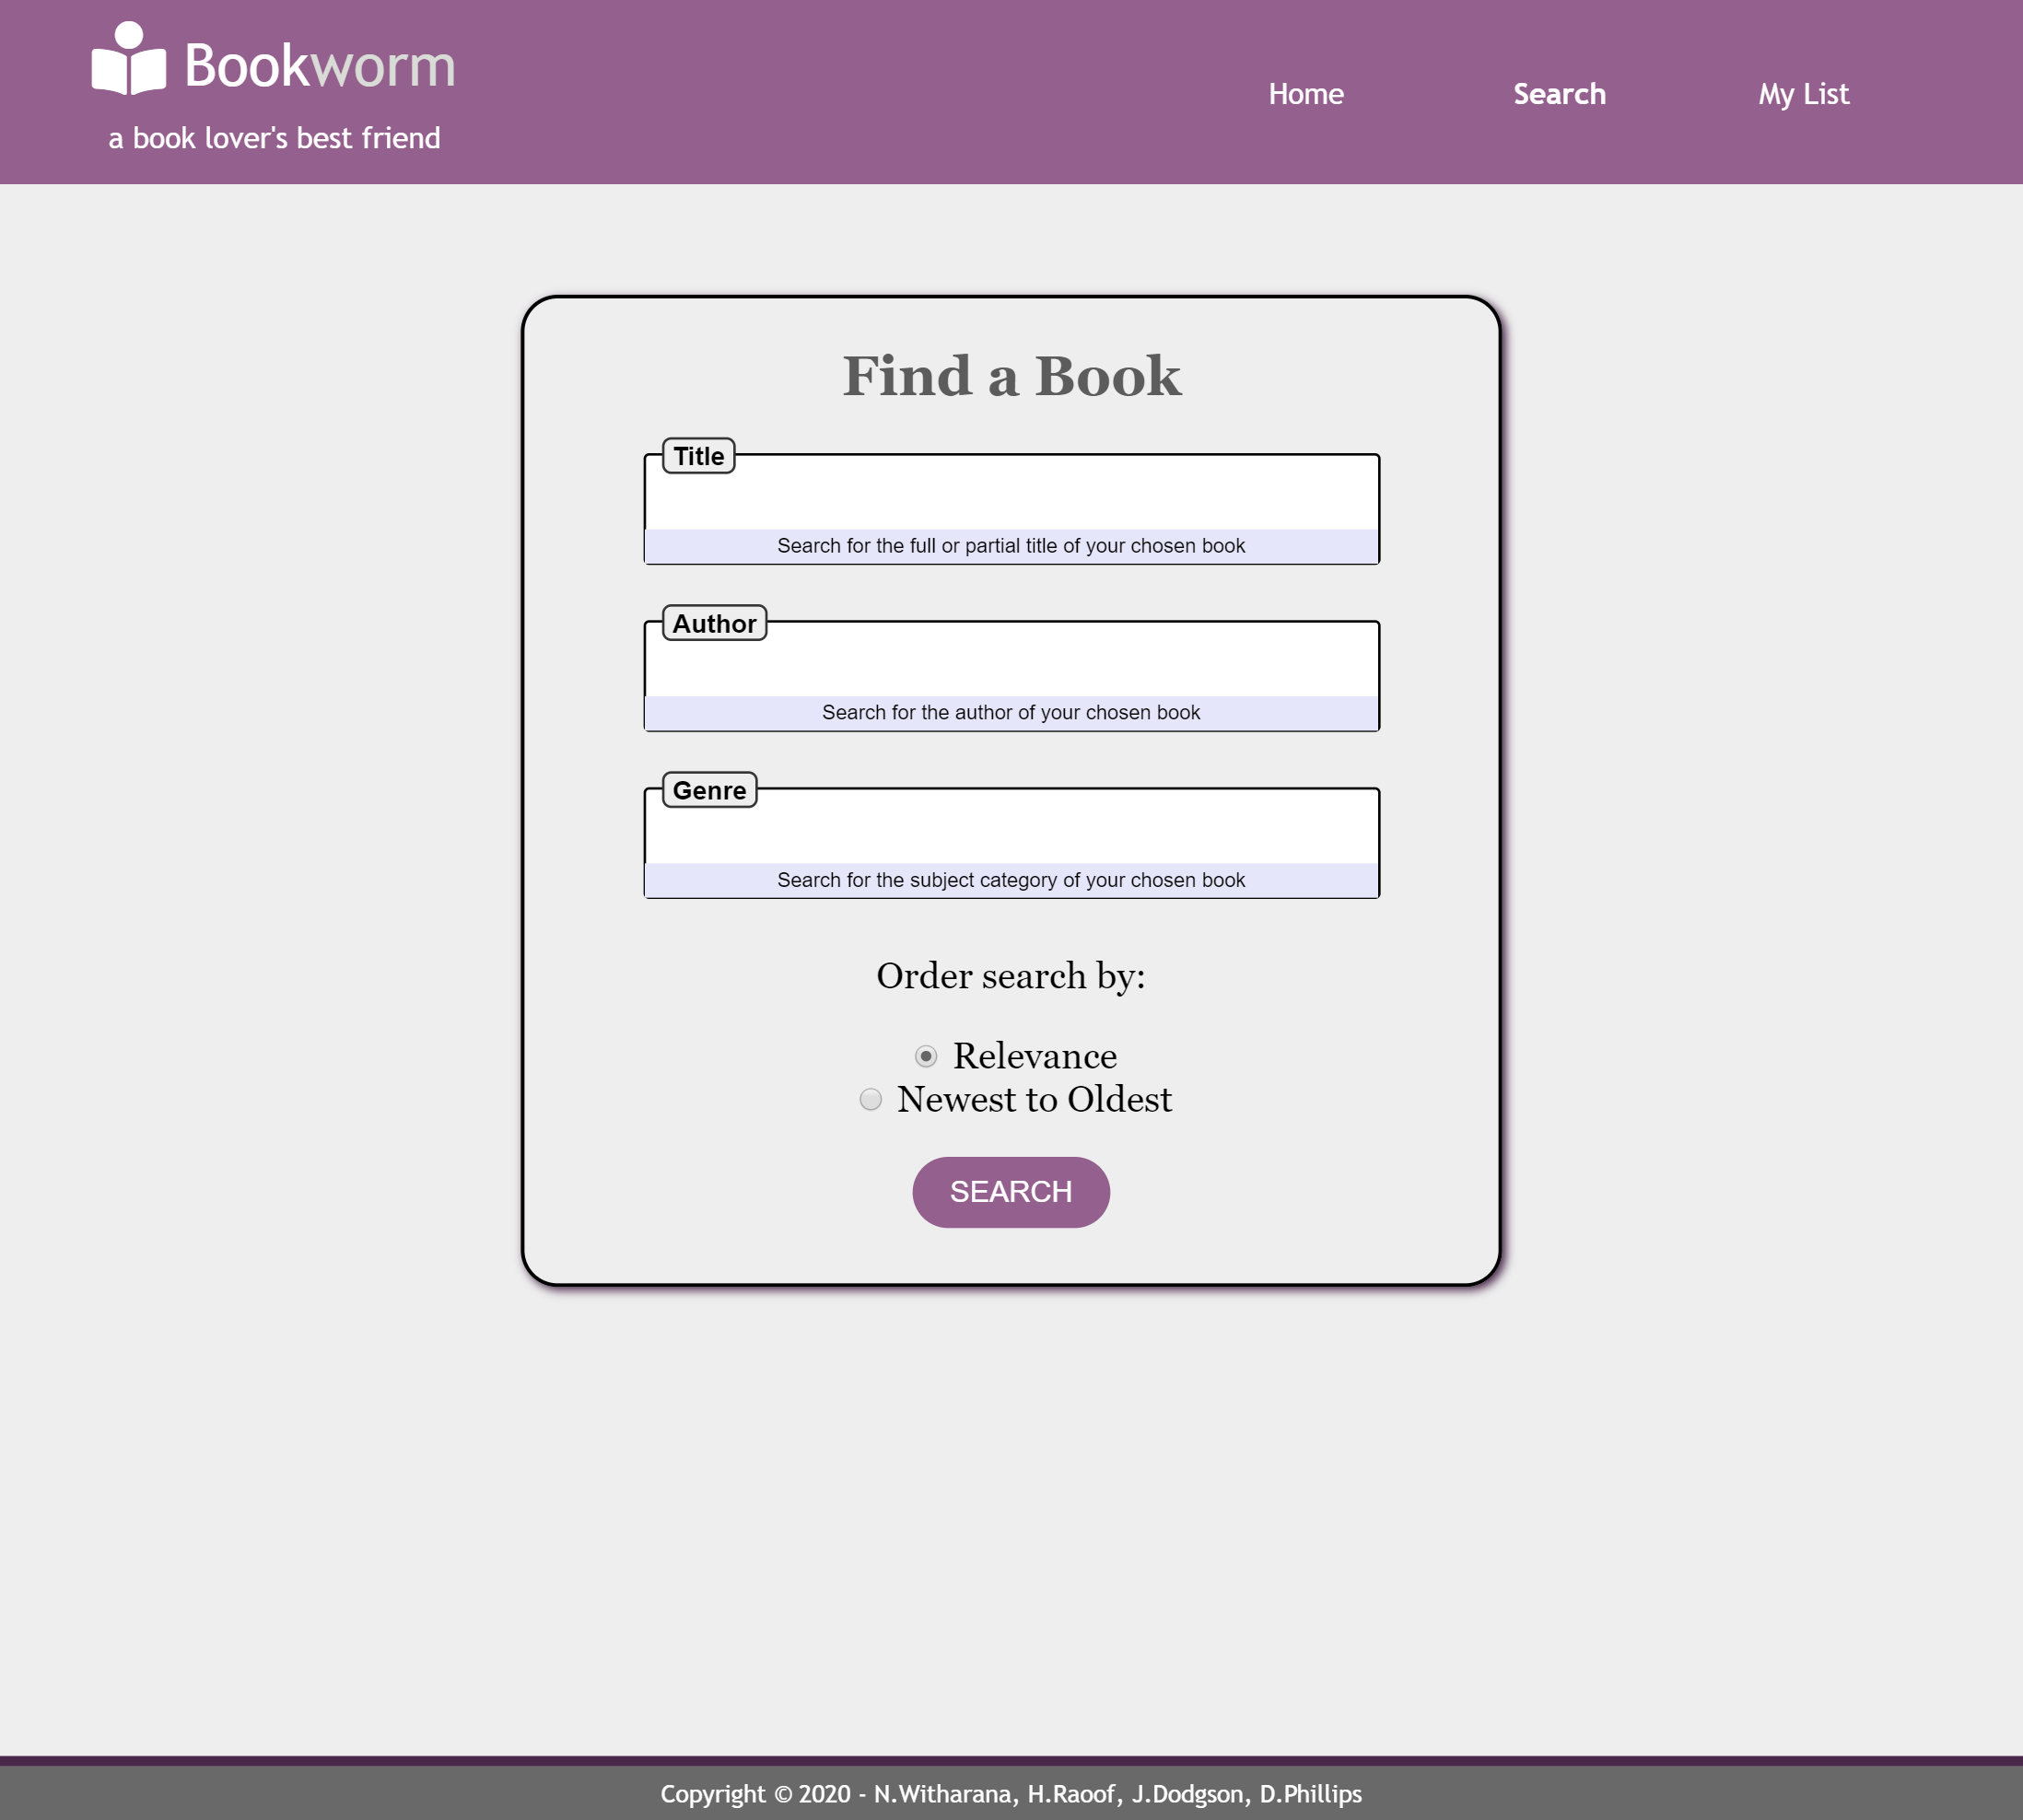 Bookworm
a book lover's best friend
Home
Search
My List
Find a Book
Title
Search for the full or partial title of your chosen book
Author
Search for the author of your chosen book
Genre
Search for the subject category of your chosen book
Order search by:
Relevance
Newest to Oldest
SEARCH
Copyright © 2020 - N.Witharana, H.Raoof, J.Dodgson, D.Phillips